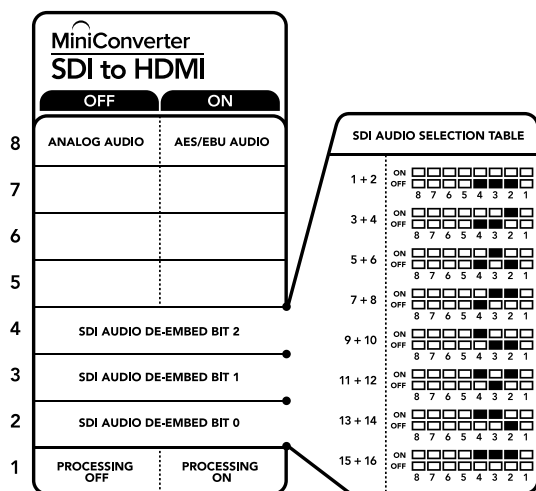 MiniConverter
SDI to HDMI
OFF ON
8 ANALOG AUDIO AES/EBU AUDIO
7
6
5
4 SDI AUDIO DE-EMBED BIT 2
3 SDI AUDIO DE-EMBED BIT 1
2 SDI AUDIO DE-EMBED BIT 0
1 PROCESSING OFF PROCESSING ON
SDI AUDIO SELECTION TABLE
1 + 2 ON
OFF
8 7 6 5 4 3 2 1
3 + 4 ON
OFF
8 7 6 5 4 3 2 1
5 + 6 ON
OFF
8 7 6 5 4 3 2 1
7 + 8 ON
OFF
8 7 6 5 4 3 2 1
9 + 10 ON
OFF
8 7 6 5 4 3 2 1
11 + 12 ON
OFF
8 7 6 5 4 3 2 1
13 + 14 ON
OFF
8 7 6 5 4 3 2 1
15 + 16 ON
OFF
8 7 6 5 4 3 2 1